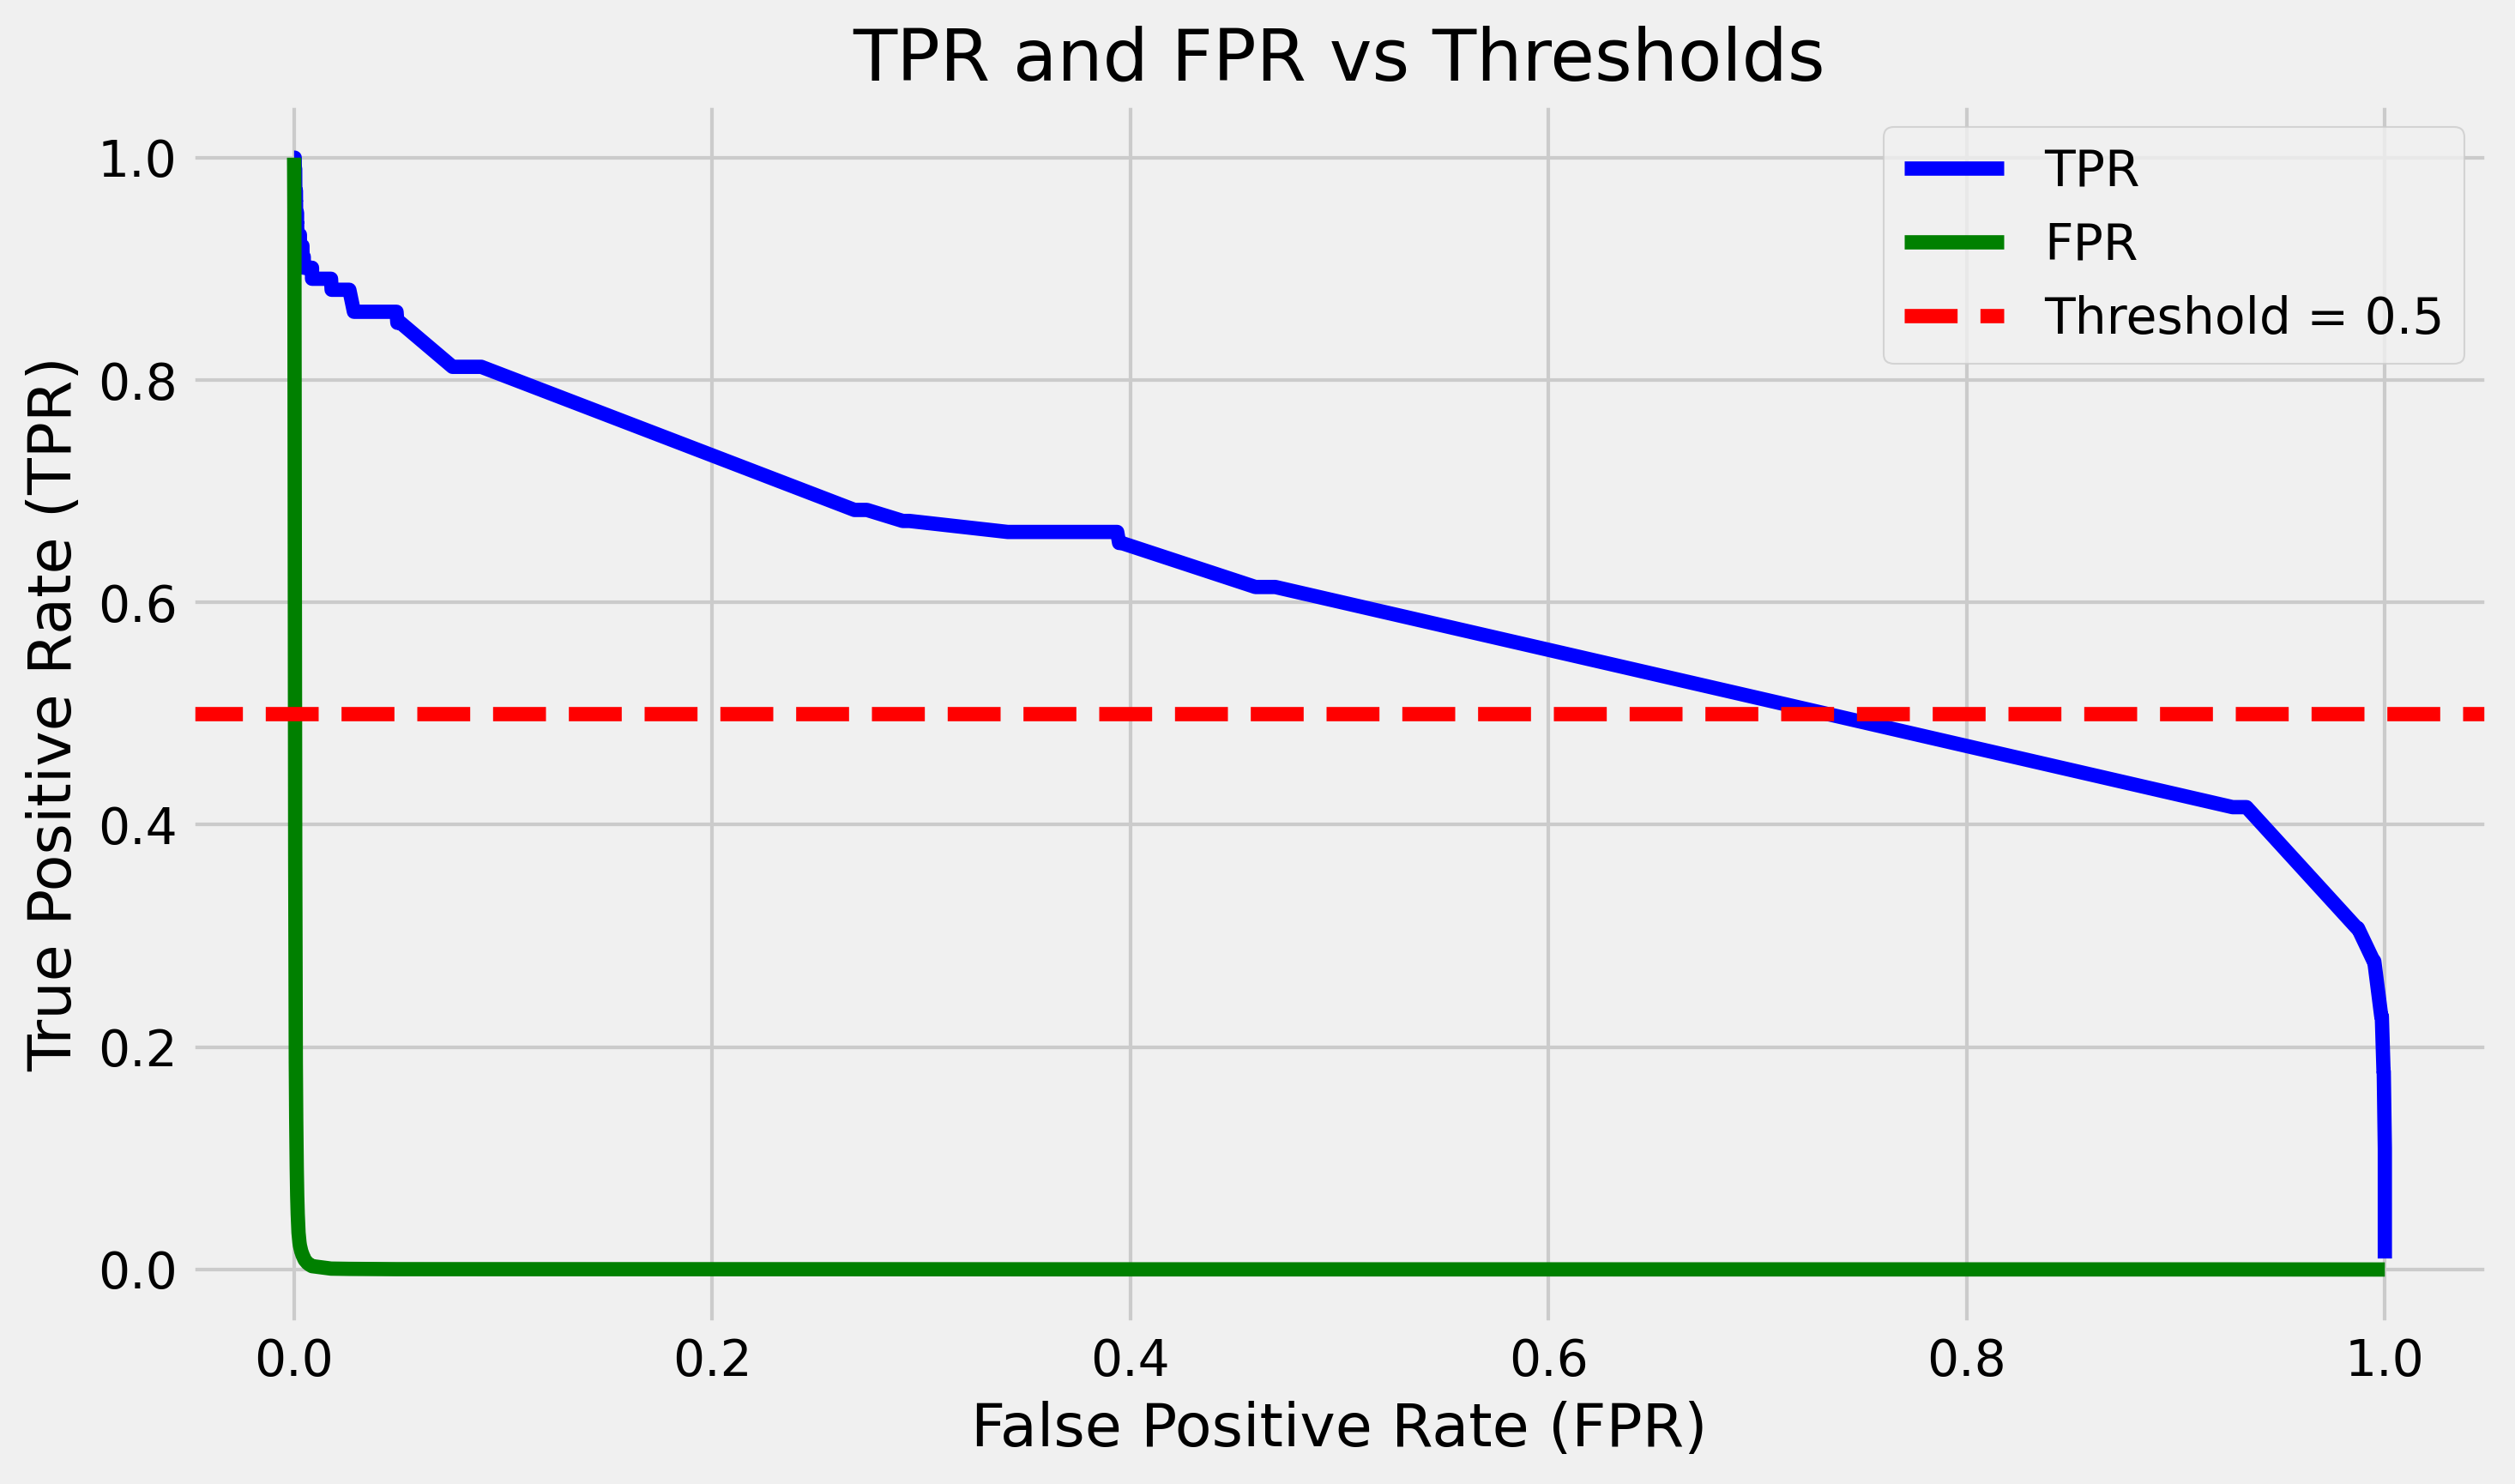 TPR and FPR vs Thresholds
True Positive Rate (TPR)
1.0
0.8
0.6
0.4
0.2
0.0
TPR
FPR
Threshold = 0.5
0.0 0.2 0.4 0.6 0.8 1.0
False Positive Rate (FPR)